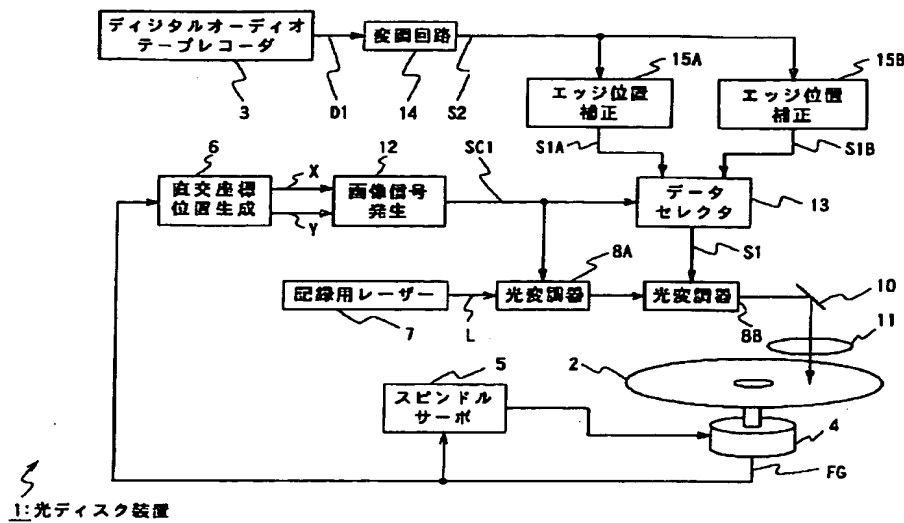 ディジタルオーディオ
テープレコーダ
3
D1
変調回路
14
S2
15A
エッジ位置
補正
15B
エッジ位置
補正
S1A
S1B
6
直交座標
位置生成
X
Y
12
画像信号
発生
SC1
データ
セレクタ
13
S1
8A
記録用レーザー
7
L
光変調器
光変調器
8B
10
11
2
5
スピンドル
サーボ
4
FG
1:光ディスク装置